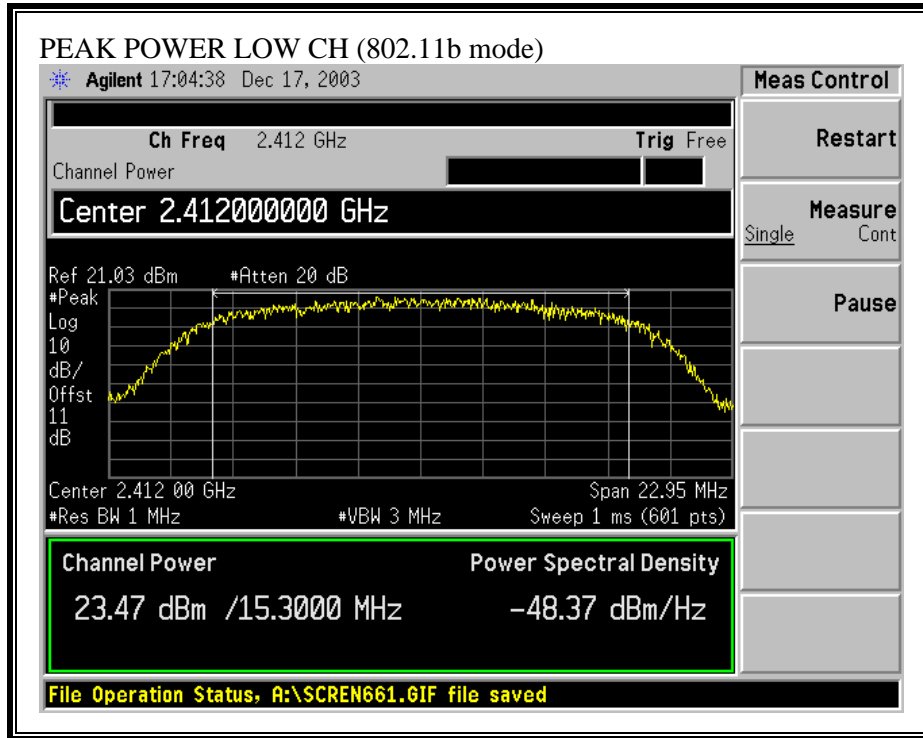 PEAK POWER LOW CH (802.11b mode)
Agilent 17:04:38 Dec 17, 2003
Meas Control
Ch Freq 2.412 GHz Trig Free
Channel Power
Center 2.412000000 GHz
Ref 21.03 dBm #Atten 20 dB
#Peak
Log
10
dB/
Offst
11
dB
Center 2.412 00 GHz Span 22.95 MHz
#Res BW 1 MHz #VBW 3 MHz Sweep 1 ms (601 pts)
Channel Power Power Spectral Density
23.47 dBm /15.3000 MHz -48.37 dBm/Hz
File Operation Status, A:\SCREN661.GIF file saved
Restart
Measure
Single Cont
Pause